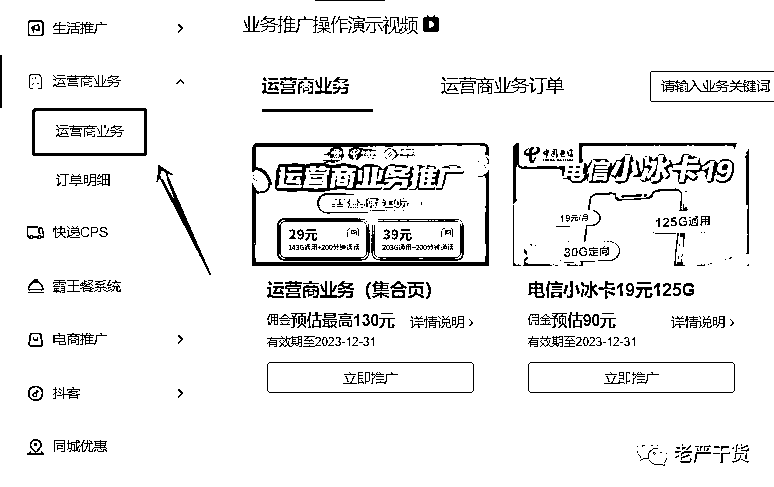 生活推广
运营商业务
运营商业务
订单明细
快递CPS
霸王餐系统
电商推广
抖客
同城优惠
业务推广操作演示视频
运营商业务
运营商业务订单
请输入业务关键词
运营商业务推广
29元
143G通用+200分钟通话
39元
203G通用+200分钟通话
运营商业务（集合页）
佣金预估最高130元 详情说明
有效期至2023-12-31
立即推广
中国电信
电信小冰卡19
19元/月
125G通用
30G定向
电信小冰卡19元125G
佣金预估90元 详情说明
有效期至2023-12-31
立即推广
老严干货